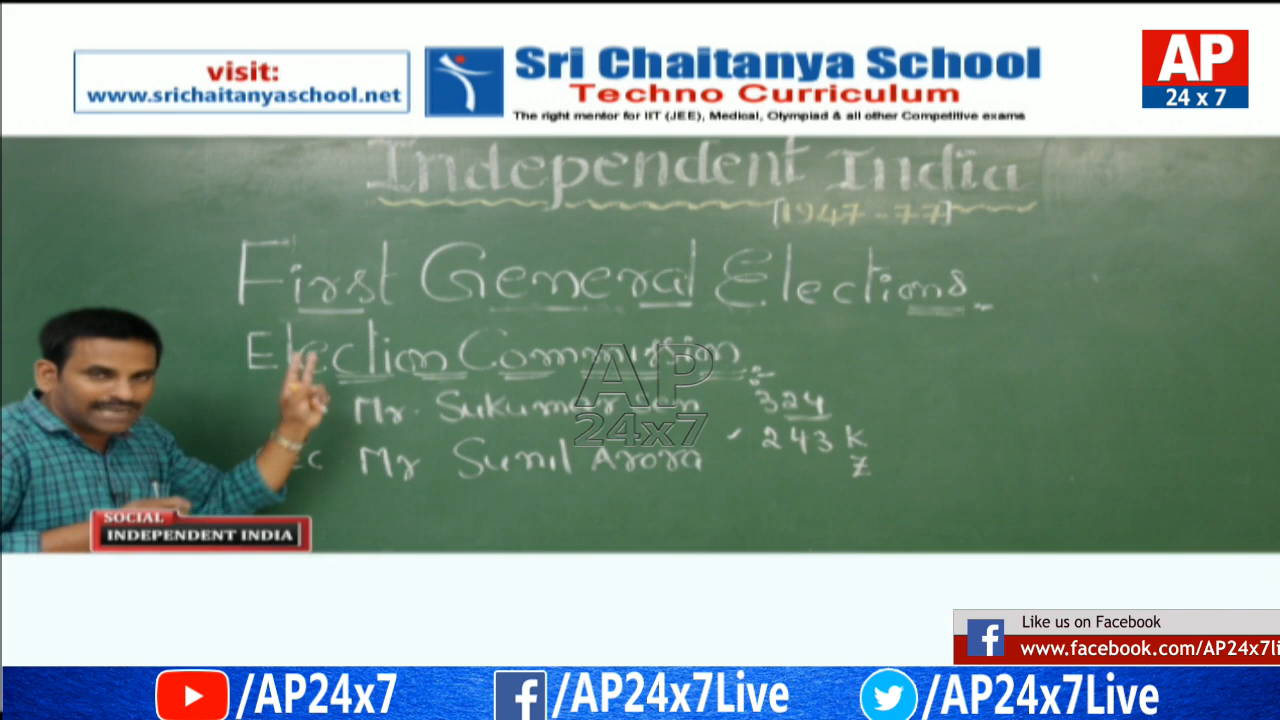 visit:
www.srichaitanyaschool.net
Sri Chaitanya School
Techno Curriculum
The right mentor for IIT (JEE), Medical, Olympiad & all other Competitive exams
AP
24 x 7
Independent India
[1947-77]
First General Elections
Election Commission :-
Mr. Sukumar Sen 324
243 K
EC Mr Sunil Arora Z
AP
24x7
SOCIAL
INDEPENDENT INDIA
Like us on Facebook
www.facebook.com/AP24x7li
/AP24x7 /AP24x7Live /AP24x7Live